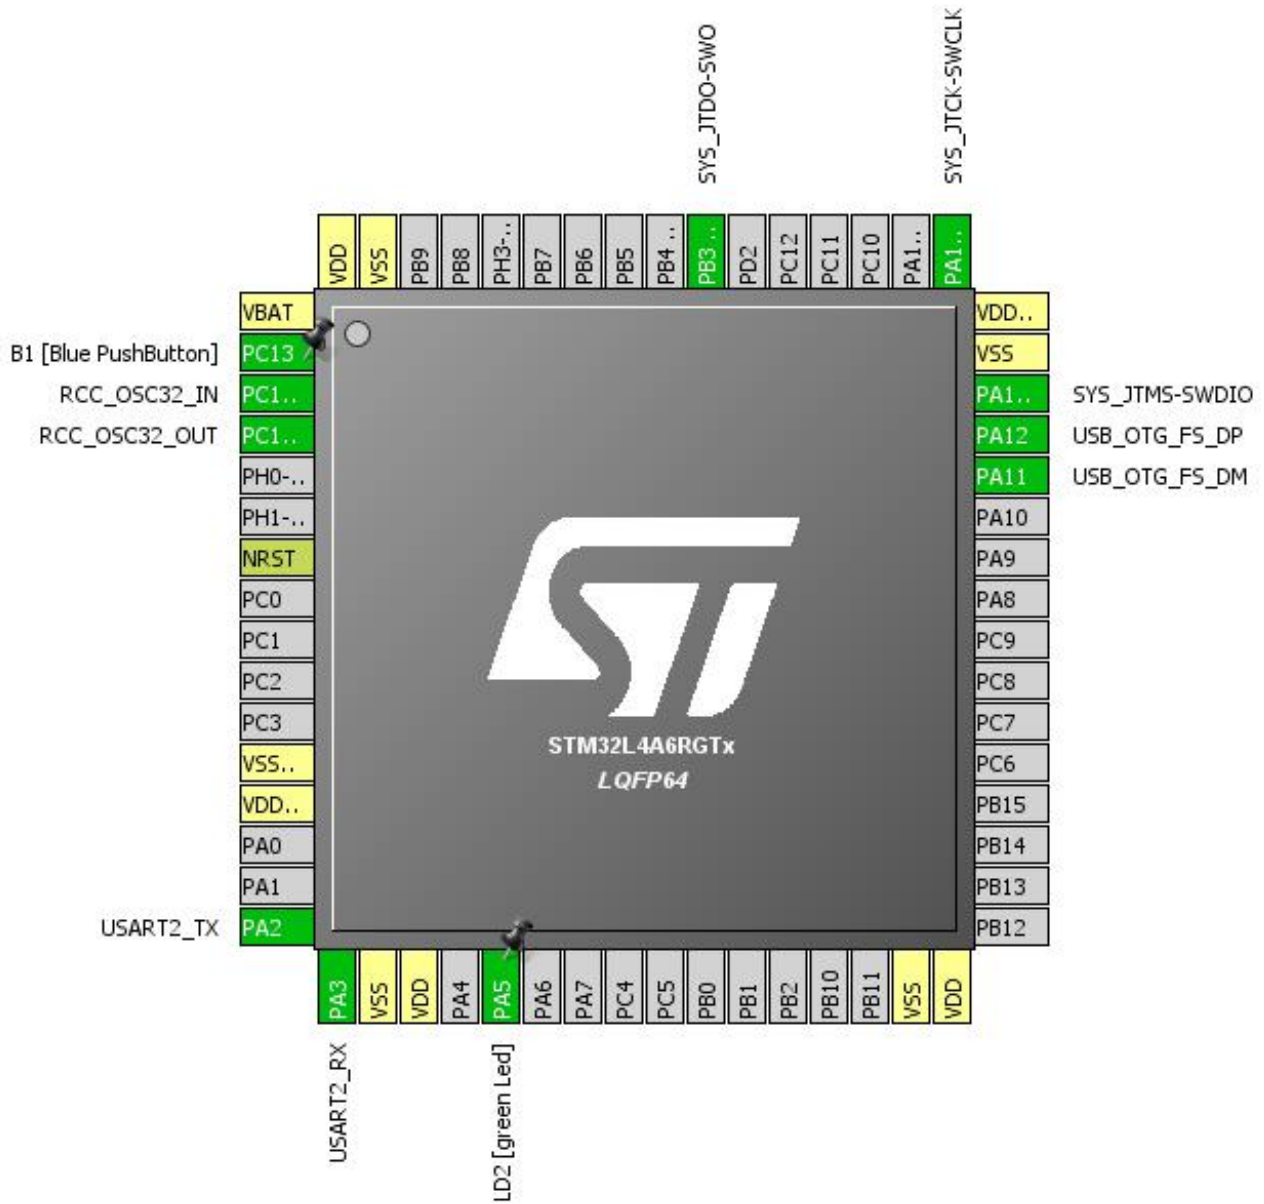 SYS_JTDO-SWO
SYS_JTCK-SWCLK
VDD
VSS
PB9
PB8
PH3-..
PB7
PB6
PB5
PB4 ..
PB3 ..
PD2
PC12
PC11
PC10
PA1..
PA1..
VBAT
B1 [Blue PushButton] PC13
RCC_OSC32_IN PC1..
RCC_OSC32_OUT PC1..
PH0-..
PH1-..
NRST
PC0
PC1
PC2
PC3
VSS..
VDD..
PA0
PA1
USART2_TX PA2
VDD..
VSS
PA1.. SYS_JTMS-SWDIO
PA12 USB_OTG_FS_DP
PA11 USB_OTG_FS_DM
PA10
PA9
PA8
PC9
PC8
PC7
PC6
PB15
PB14
PB13
PB12
ST
STM32L4A6RGTx
LQFP64
PA3
VSS
VDD
PA4
PA5
PA6
PA7
PC4
PC5
PB0
PB1
PB2
PB10
PB11
VSS
VDD
USART2_RX
LD2 [green Led]